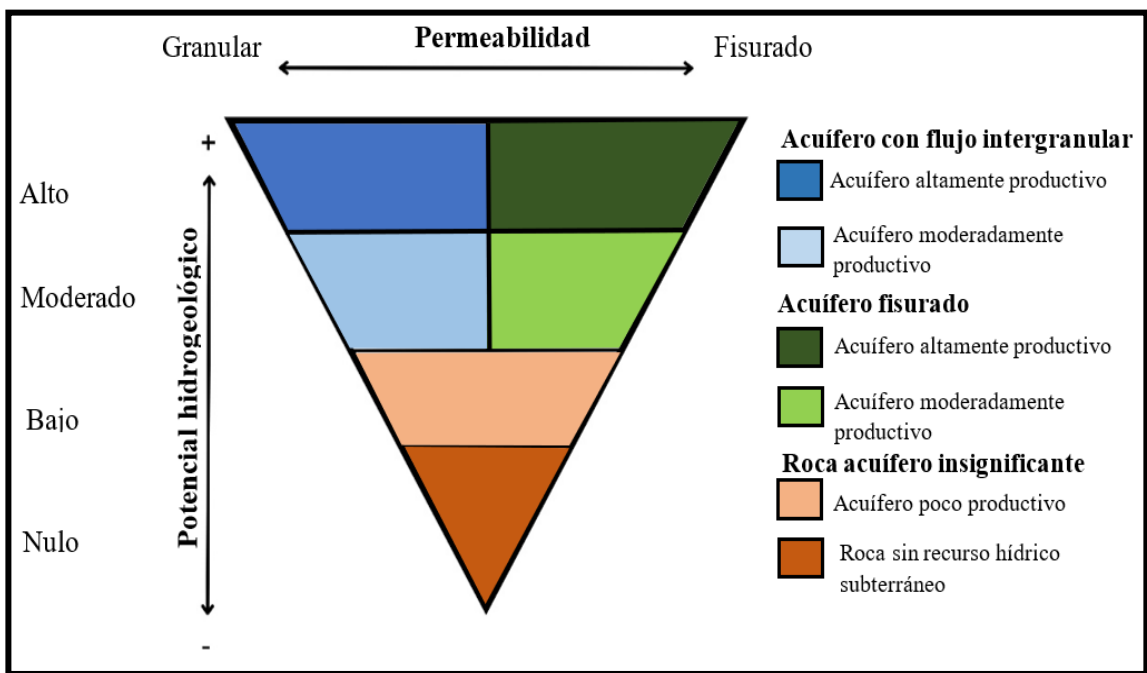 Permeabilidad
Granular
Fisurado
+
Alto
Moderado
Bajo
Nulo
-
Potencial hidrogeológico
Acuífero con flujo intergranular
Acuífero altamente productivo
Acuífero moderadamente
productivo
Acuífero fisurado
Acuífero altamente productivo
Acuífero moderadamente
productivo
Roca acuífero insignificante
Acuífero poco productivo
Roca sin recurso hídrico
subterráneo